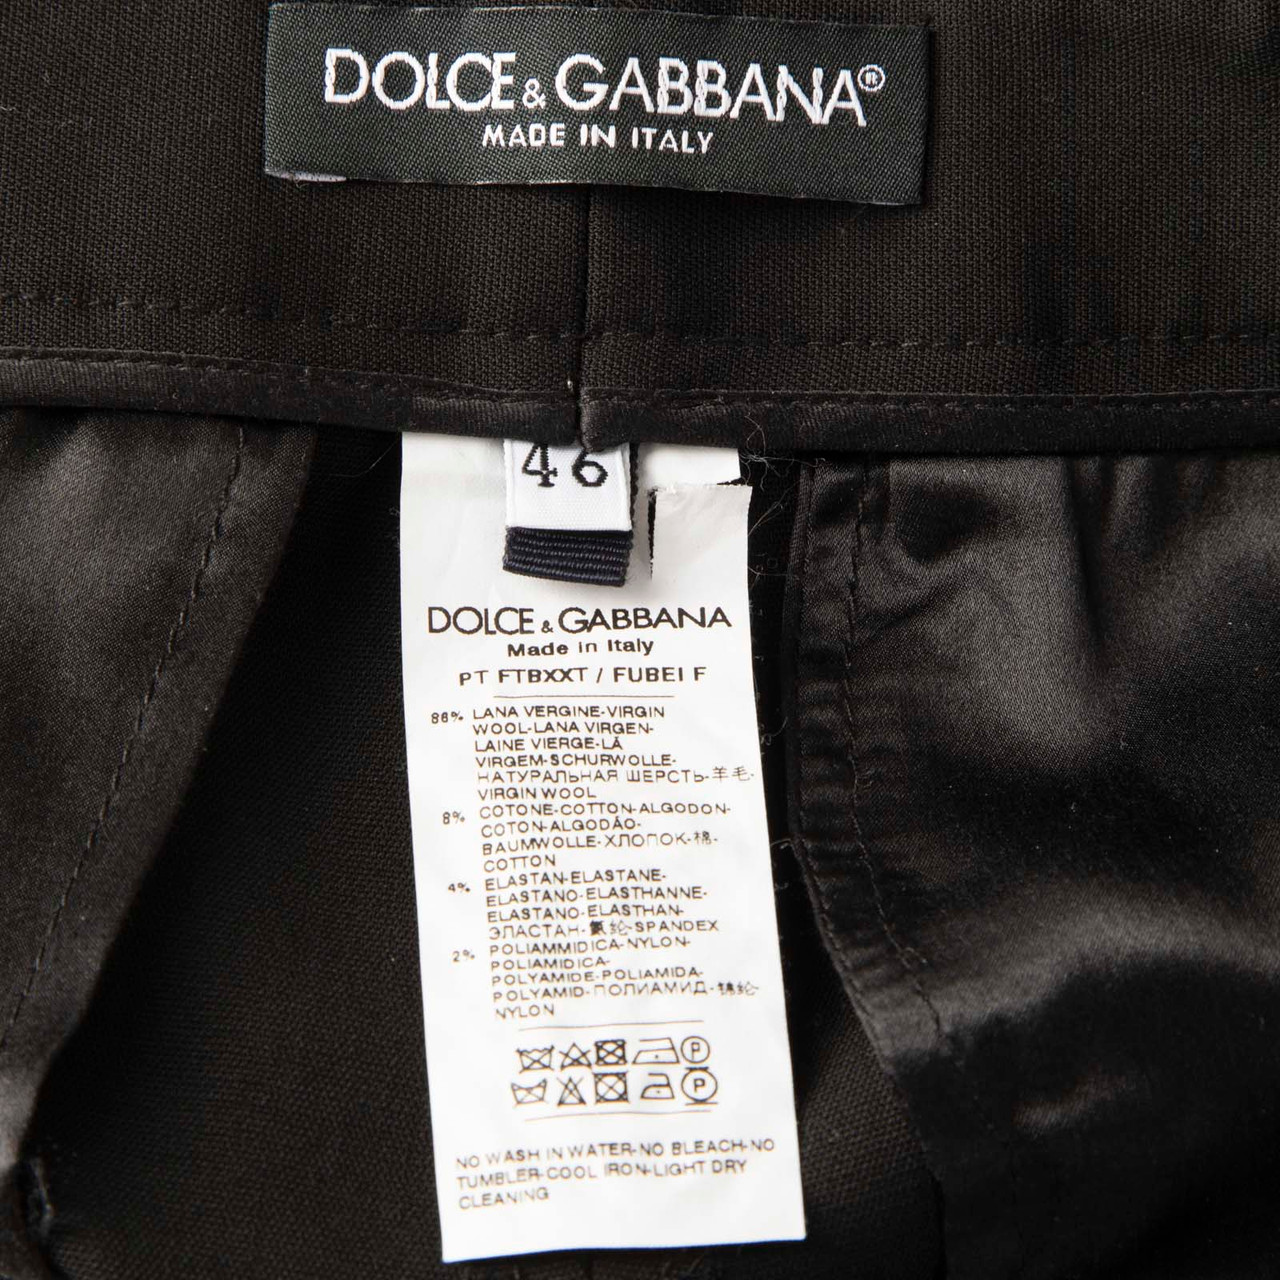 DOLCE & GABBANA®
MADE IN ITALY
46
DOLCE & GABBANA
Made in Italy
PT FTBXXT / FUBEI F
86% LANA VERGINE-VIRGIN
WOOL-LANA VIRGEN-
LAINE VIERGE-LÃ
VIRGEM-SCHURWOLLE-
НАТУРАЛЬНАЯ ШЕРСТЬ-羊毛-
VIRGIN WOOL
8% COTONE-COTTON-ALGODON-
COTON-ALGODÃO-
BAUMWOLLE-ХЛОПОК-棉-
COTTON
4% ELASTAN-ELASTANE-
ELASTANO-ELASTHANNE-
ELASTANO-ELASTHAN-
ЭЛАСТАН-氨纶-SPANDEX
2% POLIAMMIDICA-NYLON-
POLIAMIDICA-
POLYAMIDE-POLIAMIDA-
POLYAMID-ПОЛИАМИД-锦纶-
NYLON
P
P
NO WASH IN WATER-NO BLEACH-NO
TUMBLER-COOL IRON-LIGHT DRY
CLEANING